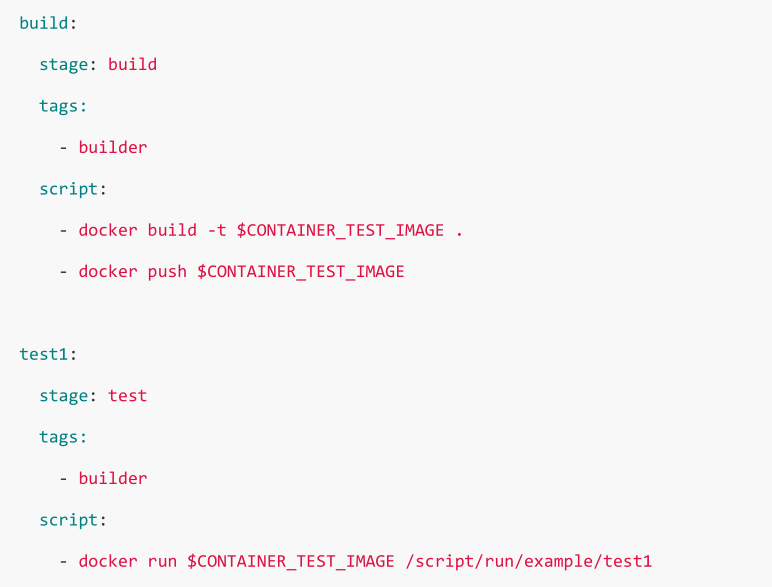 build:
  stage: build
  tags:
    - builder
  script:
    - docker build -t $CONTAINER_TEST_IMAGE .
    - docker push $CONTAINER_TEST_IMAGE

test1:
  stage: test
  tags:
    - builder
  script:
    - docker run $CONTAINER_TEST_IMAGE /script/run/example/test1